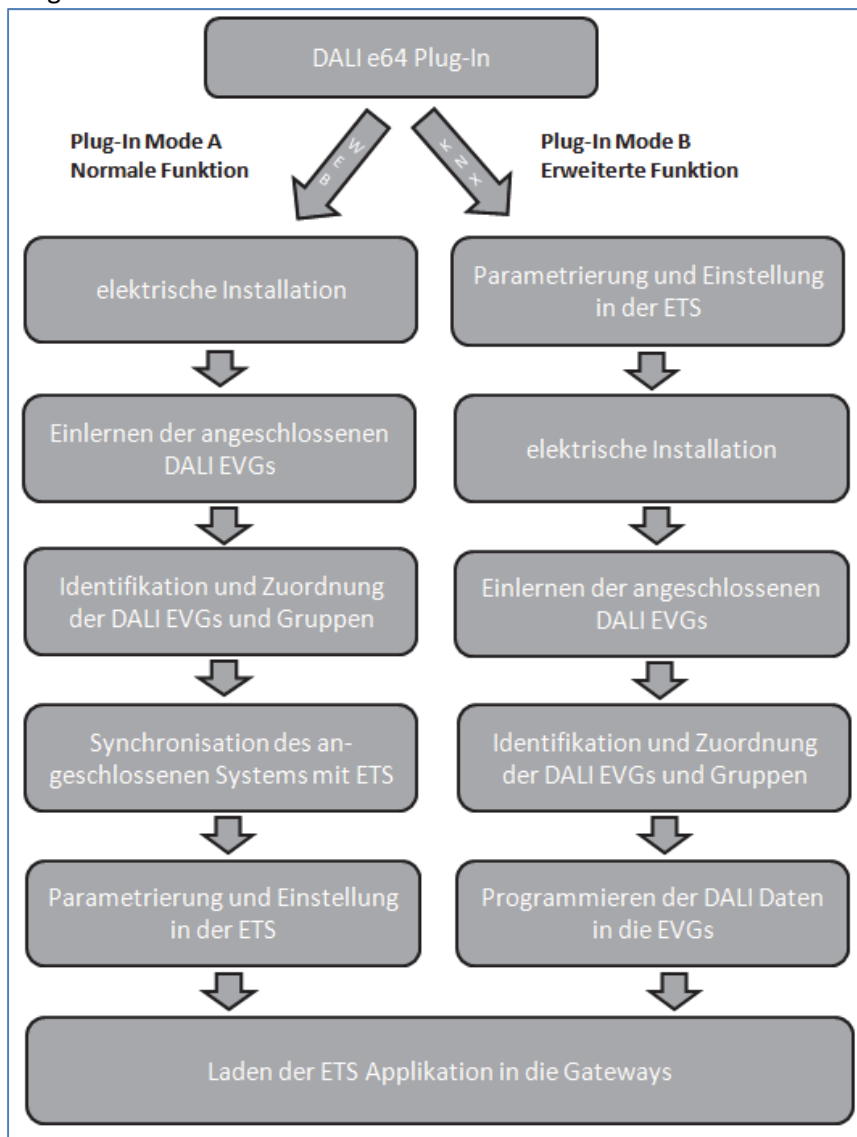 DALI e64 Plug-In
Plug-In Mode A
Normale Funktion
WEB
KNX
Plug-In Mode B
Erweiterte Funktion
elektrische Installation
Einlernen der angeschlossenen
DALI EVGs
Identifikation und Zuordnung
der DALI EVGs und Gruppen
Synchronisation des an-
geschlossenen Systems mit ETS
Parametrierung und Einstellung
in der ETS
Parametrierung und Einstellung
in der ETS
elektrische Installation
Einlernen der angeschlossenen
DALI EVGs
Identifikation und Zuordnung
der DALI EVGs und Gruppen
Programmieren der DALI Daten
in die EVGs
Laden der ETS Applikation in die Gateways